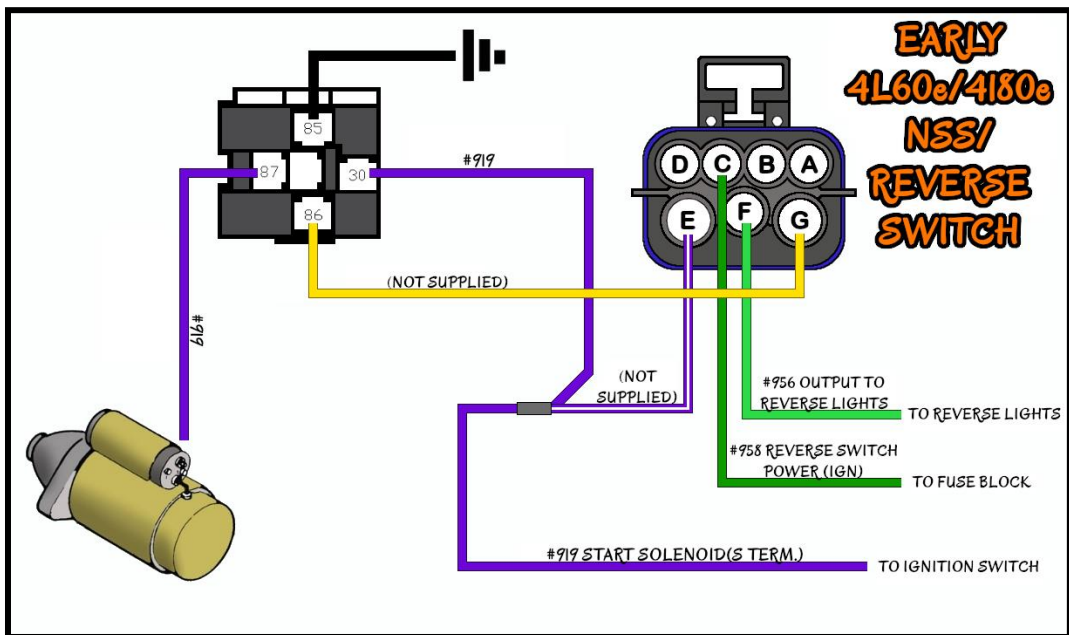 EARLY
4L60e/4l80e
NSS/
REVERSE
SWITCH
85
87
30
86
#919
D
C
B
A
E
F
G
(NOT SUPPLIED)
#919
(NOT
SUPPLIED)
#956 OUTPUT TO
REVERSE LIGHTS
TO REVERSE LIGHTS
#958 REVERSE SWITCH
POWER (IGN)
TO FUSE BLOCK
#919 START SOLENOID(S TERM.)
TO IGNITION SWITCH